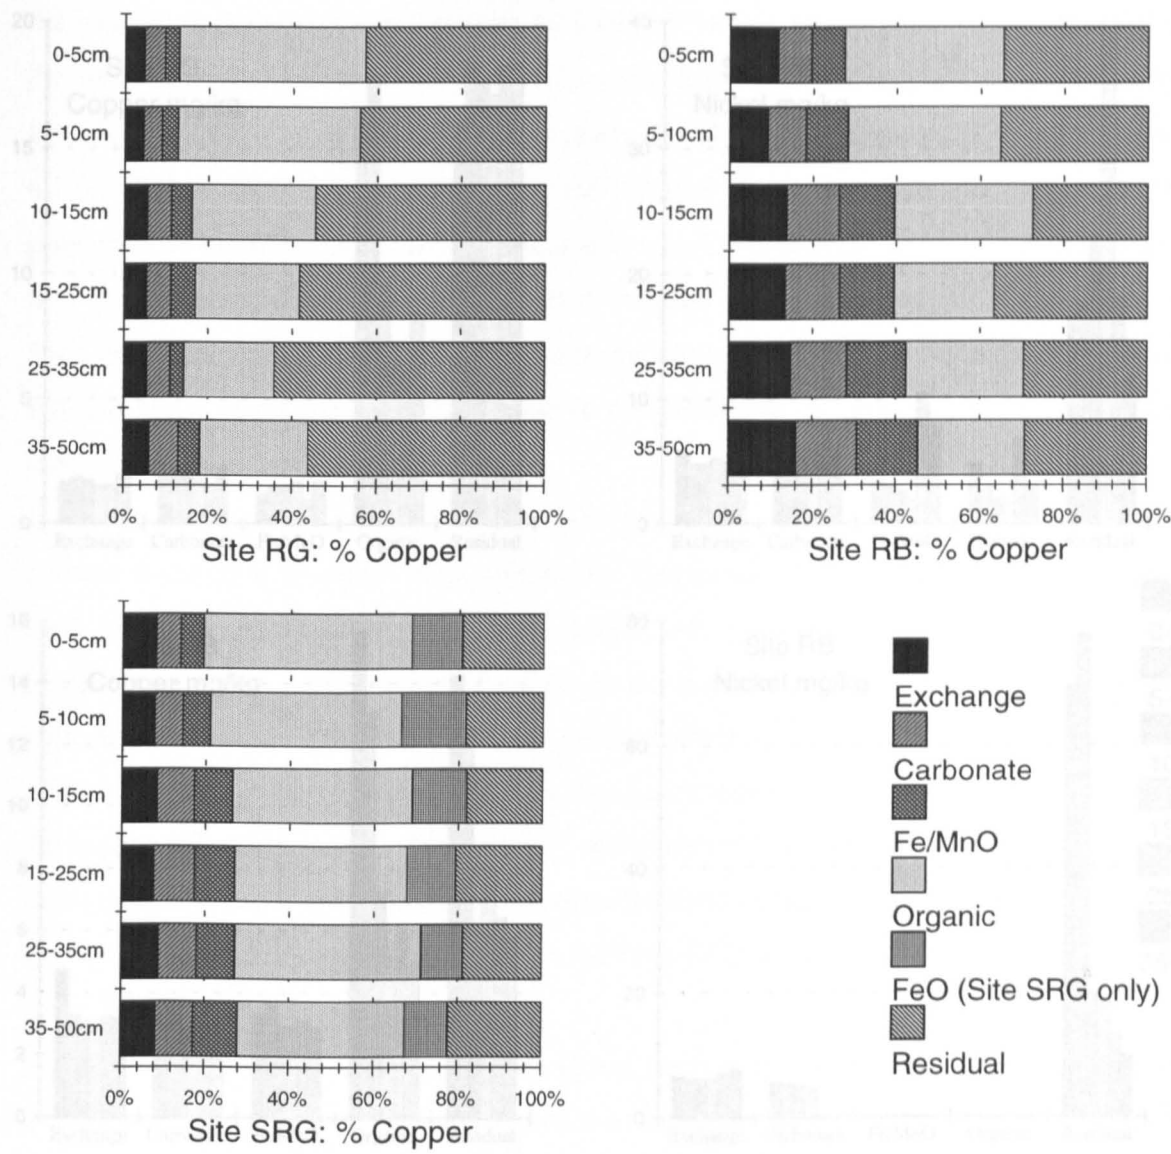 0-5cm
5-10cm
10-15cm
15-25cm
25-35cm
35-50cm
0% 20% 40% 60% 80% 100%
Site RG: % Copper
0-5cm
5-10cm
10-15cm
15-25cm
25-35cm
35-50cm
0% 20% 40% 60% 80% 100%
Site RB: % Copper
0-5cm
5-10cm
10-15cm
15-25cm
25-35cm
35-50cm
0% 20% 40% 60% 80% 100%
Site SRG: % Copper
Exchange
Carbonate
Fe/MnO
Organic
FeO (Site SRG only)
Residual